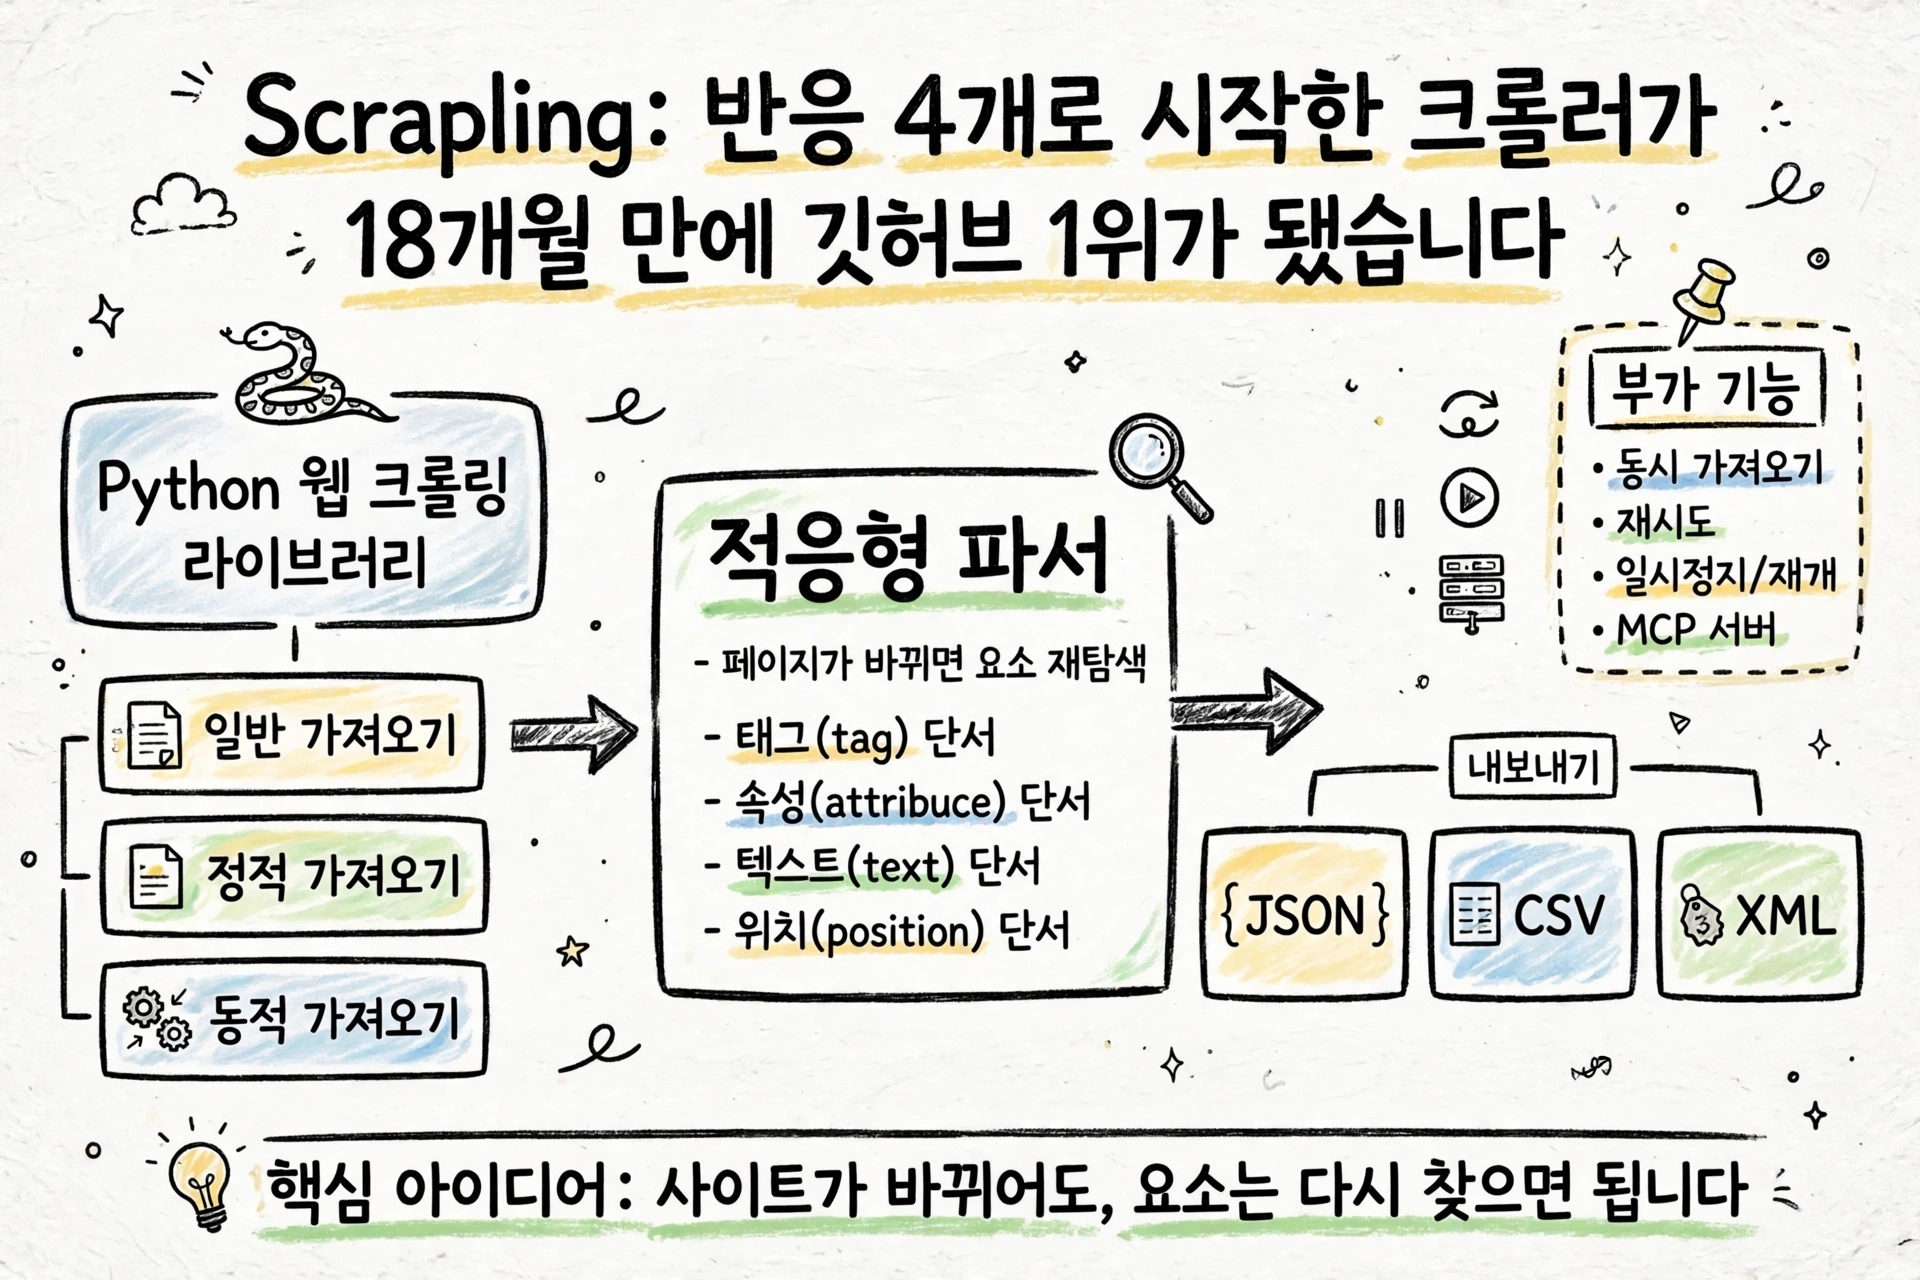 Scrapling: 반응 4개로 시작한 크롤러가
18개월 만에 깃허브 1위가 됐습니다
Python 웹 크롤링
라이브러리
일반 가져오기
정적 가져오기
동적 가져오기
적응형 파서
- 페이지가 바뀌면 요소 재탐색
- 태그(tag) 단서
- 속성(attribuce) 단서
- 텍스트(text) 단서
- 위치(position) 단서
부가 기능
• 동시 가져오기
• 재시도
• 일시정지/재개
• MCP 서버
내보내기
{JSON}
CSV
3 XML
핵심 아이디어: 사이트가 바뀌어도, 요소는 다시 찾으면 됩니다